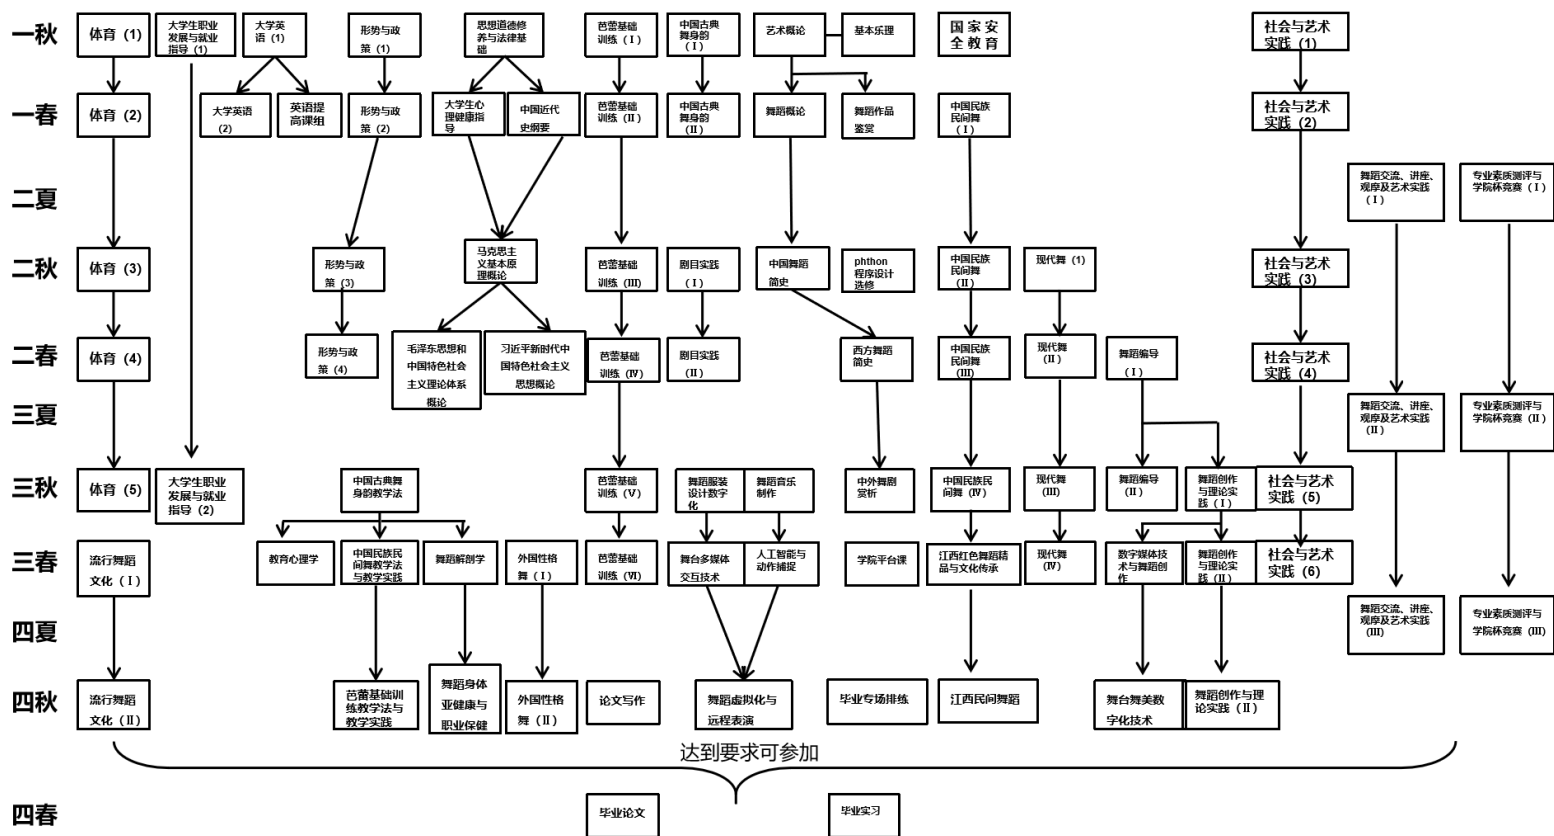 一秋
体育（1）
大学生职业
发展与就业
指导（1）
大学英
语（1）
形势与政
策（1）
思想道德修
养与法律基
础
芭蕾基础
训练（I）
中国古典
舞身韵
（I）
艺术概论
基本乐理
国 家 安
全 教 育
社会与艺术
实践（1）
一春
体育（2）
大学英语
（2）
英语提
高课组
形势与政
策（2）
大学生心
理健康指
导
中国近代
史纲要
芭蕾基础
训练（II）
中国古典
舞身韵
（II）
舞蹈概论
舞蹈作品
鉴赏
中国民族
民间舞
（I）
社会与艺术
实践（2）
二夏
舞蹈交流、讲座、
观摩及艺术实践
（I）
专业素质测评与
学院杯竞赛（I）
二秋
体育（3）
形势与政
策（3）
马克思主
义基本原
理概论
芭蕾基础
训练（III）
剧目实践
（I）
中国舞蹈
简史
phthon
程序设计
选修
中国民族
民间舞
（II）
现代舞（1）
社会与艺术
实践（3）
二春
体育（4）
形势与政
策（4）
毛泽东思想和
中国特色社会
主义理论体系
概论
习近平新时代中
国特色社会主义
思想概论
芭蕾基础
训练（IV）
剧目实践
（II）
西方舞蹈
简史
中国民族
民间舞
（III）
现代舞
（II）
舞蹈编导
（I）
社会与艺术
实践（4）
三夏
舞蹈交流、讲座、
观摩及艺术实践
（II）
专业素质测评与
学院杯竞赛（II）
三秋
体育（5）
大学生职业
发展与就业
指导（2）
中国古典舞
身韵教学法
芭蕾基础
训练（V）
舞蹈服装
设计数字
化
舞蹈音乐
制作
中外舞剧
赏析
中国民族民
间舞（IV）
现代舞
（III）
舞蹈编导
（II）
舞蹈创作
与理论实
践（I）
社会与艺术
实践（5）
三春
流行舞蹈
文化（I）
教育心理学
中国民族民
间舞教学法
与教学实践
舞蹈解剖学
外国性格
舞（I）
芭蕾基础
训练（VI）
舞台多媒体
交互技术
人工智能与
动作捕捉
学院平台课
江西红色舞蹈精
品与文化传承
现代舞
（IV）
数字媒体技
术与舞蹈创
作
舞蹈创作
与理论实
践（II）
社会与艺术
实践（6）
四夏
舞蹈交流、讲座、
观摩及艺术实践
（III）
专业素质测评与
学院杯竞赛（III）
四秋
流行舞蹈
文化（II）
芭蕾基础训
练教学法与
教学实践
舞蹈身体
亚健康与
职业保健
外国性格
舞（II）
论文写作
舞蹈虚拟化与
远程表演
毕业专场排练
江西民间舞蹈
舞台舞美数
字化技术
舞蹈创作与理
论实践（II）
达到要求可参加
四春
毕业论文
毕业实习